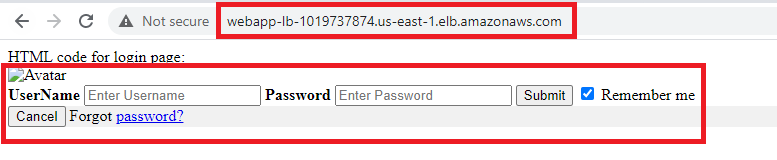 Not secure webapp-lb-1019737874.us-east-1.elb.amazonaws.com
HTML code for login page:
Avatar
UserName Enter Username Password Enter Password Submit Remember me
Cancel Forgot password?